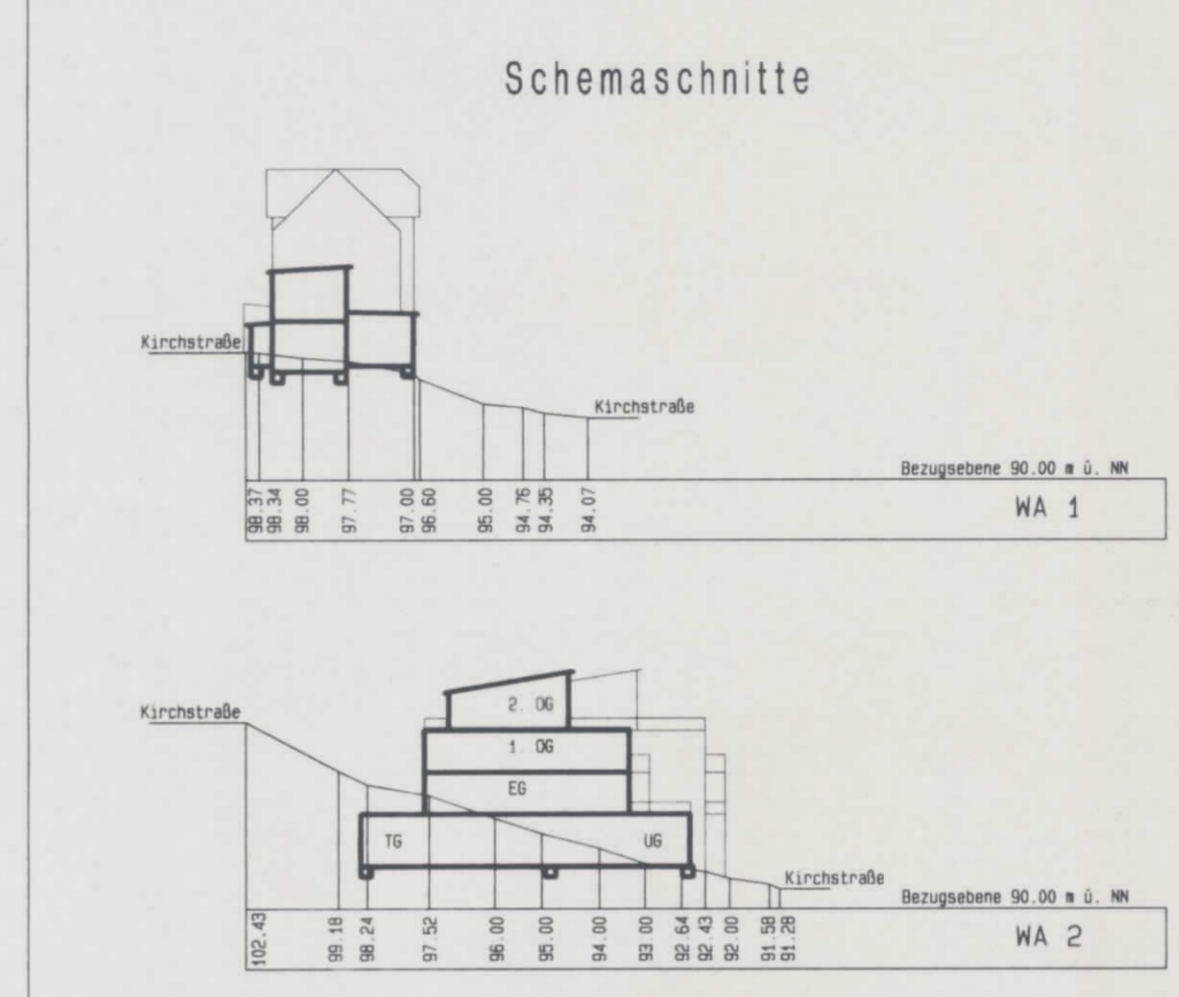 Schemaschnitte
Kirchstraße
Kirchstraße
Bezugsebene 90.00 m ü. NN
98.37 98.34 98.00 97.77 97.00 96.60 95.00 94.76 94.35 94.07
WA 1
2. OG
Kirchstraße
1. OG
EG
TG UG
Kirchstraße
Bezugsebene 90.00 m ü. NN
102.43 99.18 98.24 97.52 96.00 95.00 94.00 93.00 92.64 92.43 92.00 91.58 91.28
WA 2